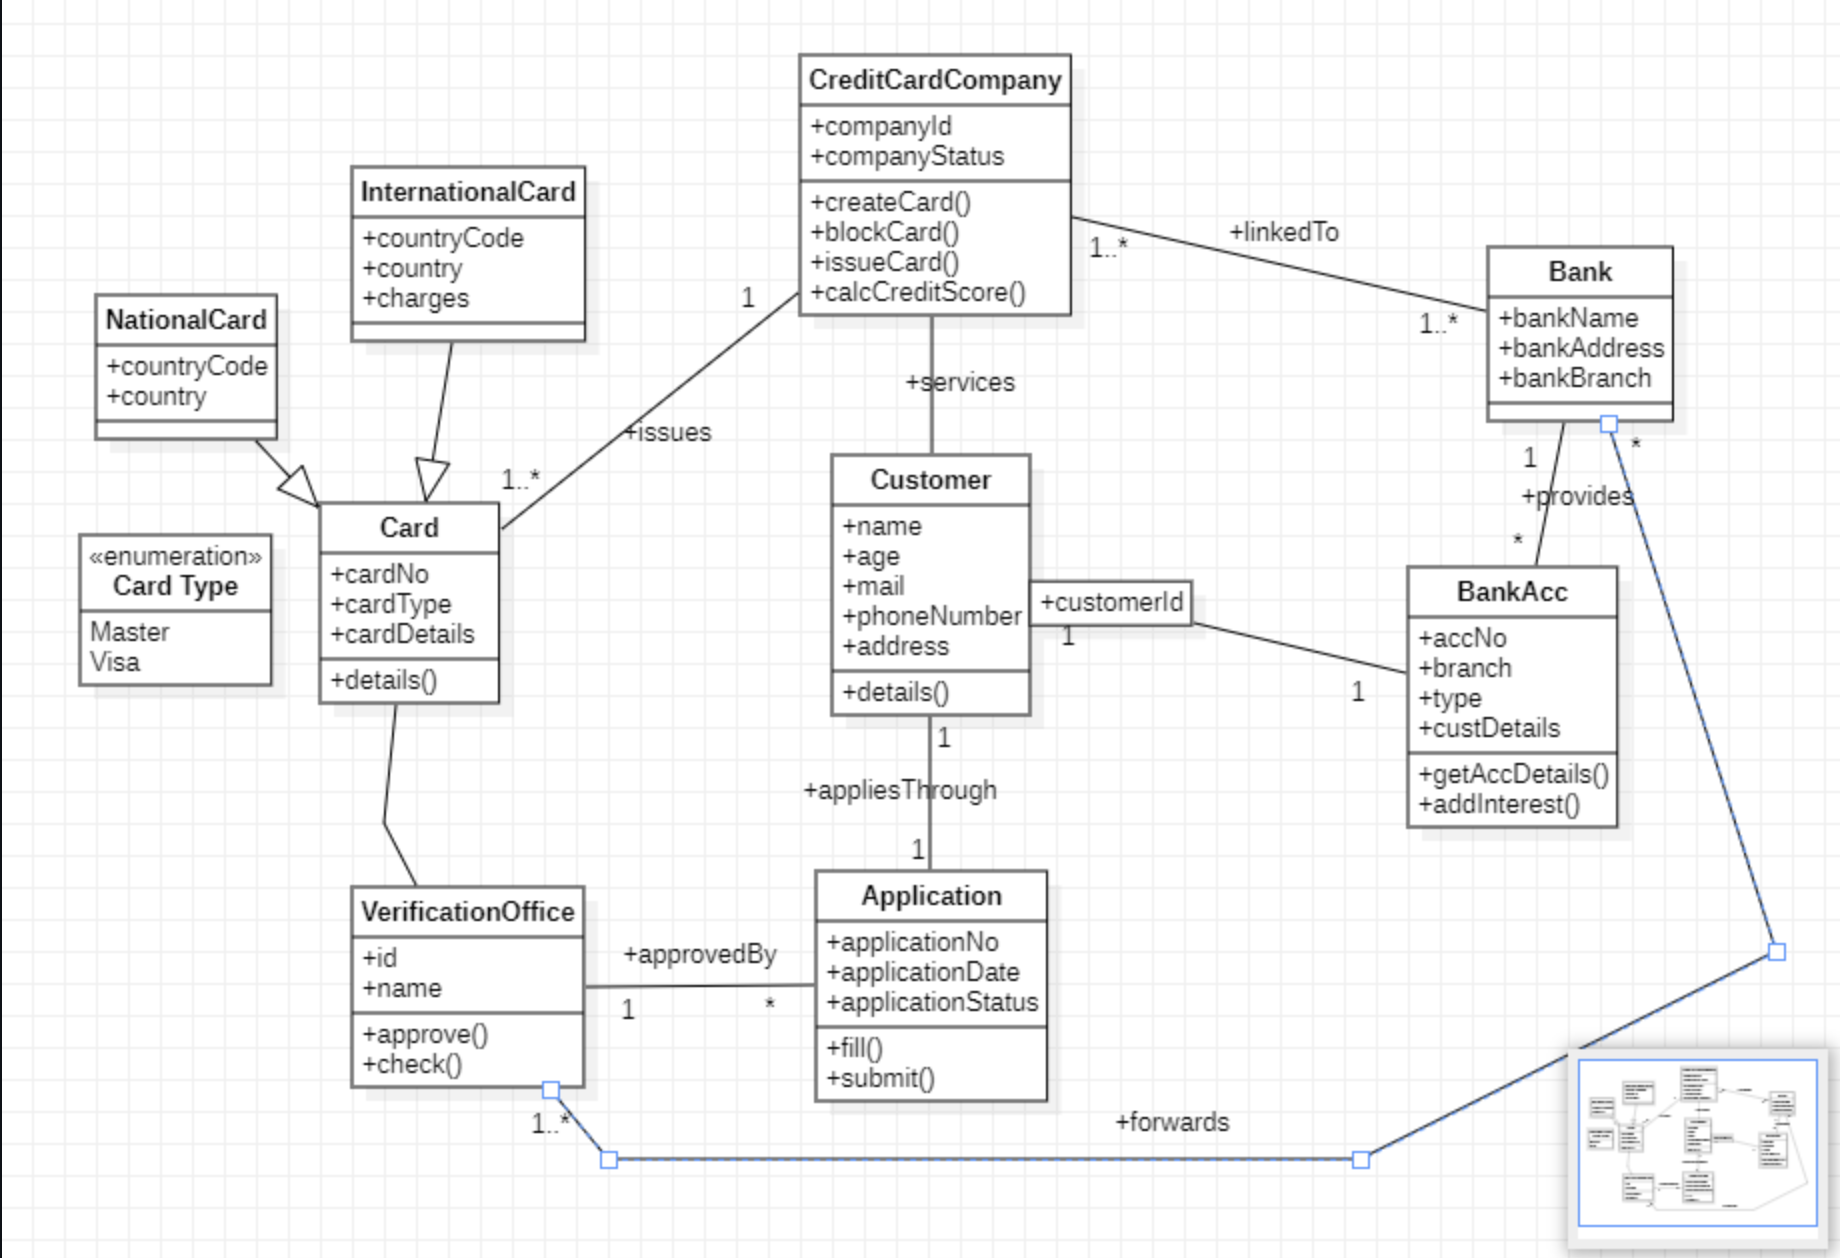 CreditCardCompany
+companyId
+companyStatus
+createCard()
+blockCard()
+issueCard()
+calcCreditScore()
InternationalCard
+countryCode
+country
+charges
NationalCard
+countryCode
+country
+linkedTo
1..*
1..*
Bank
+bankName
+bankAddress
+bankBranch
1
+issues
1..*
+services
Card
+cardNo
+cardType
+cardDetails
+details()
«enumeration»
Card Type
Master
Visa
Customer
+name
+age
+mail
+phoneNumber
+address
+details()
+customerId
1
1
1
*
+provides
*
BankAcc
+accNo
+branch
+type
+custDetails
+getAccDetails()
+addInterest()
1
+appliesThrough
1
VerificationOffice
+id
+name
+approve()
+check()
+approvedBy
1
*
Application
+applicationNo
+applicationDate
+applicationStatus
+fill()
+submit()
1..*
+forwards